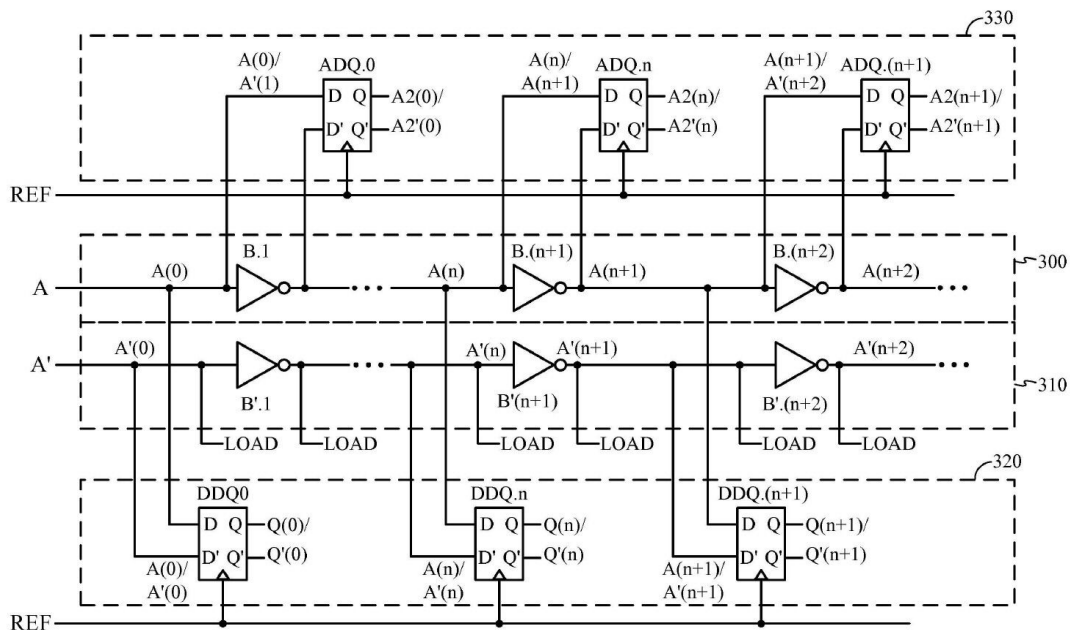 330
A(0)/
A'(1)
ADQ.0
D Q
D' Q'
A2(0)/
A2'(0)
A(n)/
A(n+1)
ADQ.n
D Q
D' Q'
A2(n)/
A2'(n)
A(n+1)/
A'(n+2)
ADQ.(n+1)
D Q
D' Q'
A2(n+1)/
A2'(n+1)
REF
A
A(0)
B.1
A(n)
B.(n+1)
A(n+1)
B.(n+2)
A(n+2)
300
A'
A'(0)
B'.1
A'(n)
B'(n+1)
A'(n+1)
B'.(n+2)
A'(n+2)
310
LOAD
LOAD
LOAD
LOAD
LOAD
LOAD
320
DDQ0
D Q
D' Q'
Q(0)/
Q'(0)
A(0)/
A'(0)
DDQ.n
D Q
D' Q'
Q(n)/
Q'(n)
A(n)/
A'(n)
DDQ.(n+1)
D Q
D' Q'
Q(n+1)/
Q'(n+1)
A(n+1)/
A'(n+1)
REF